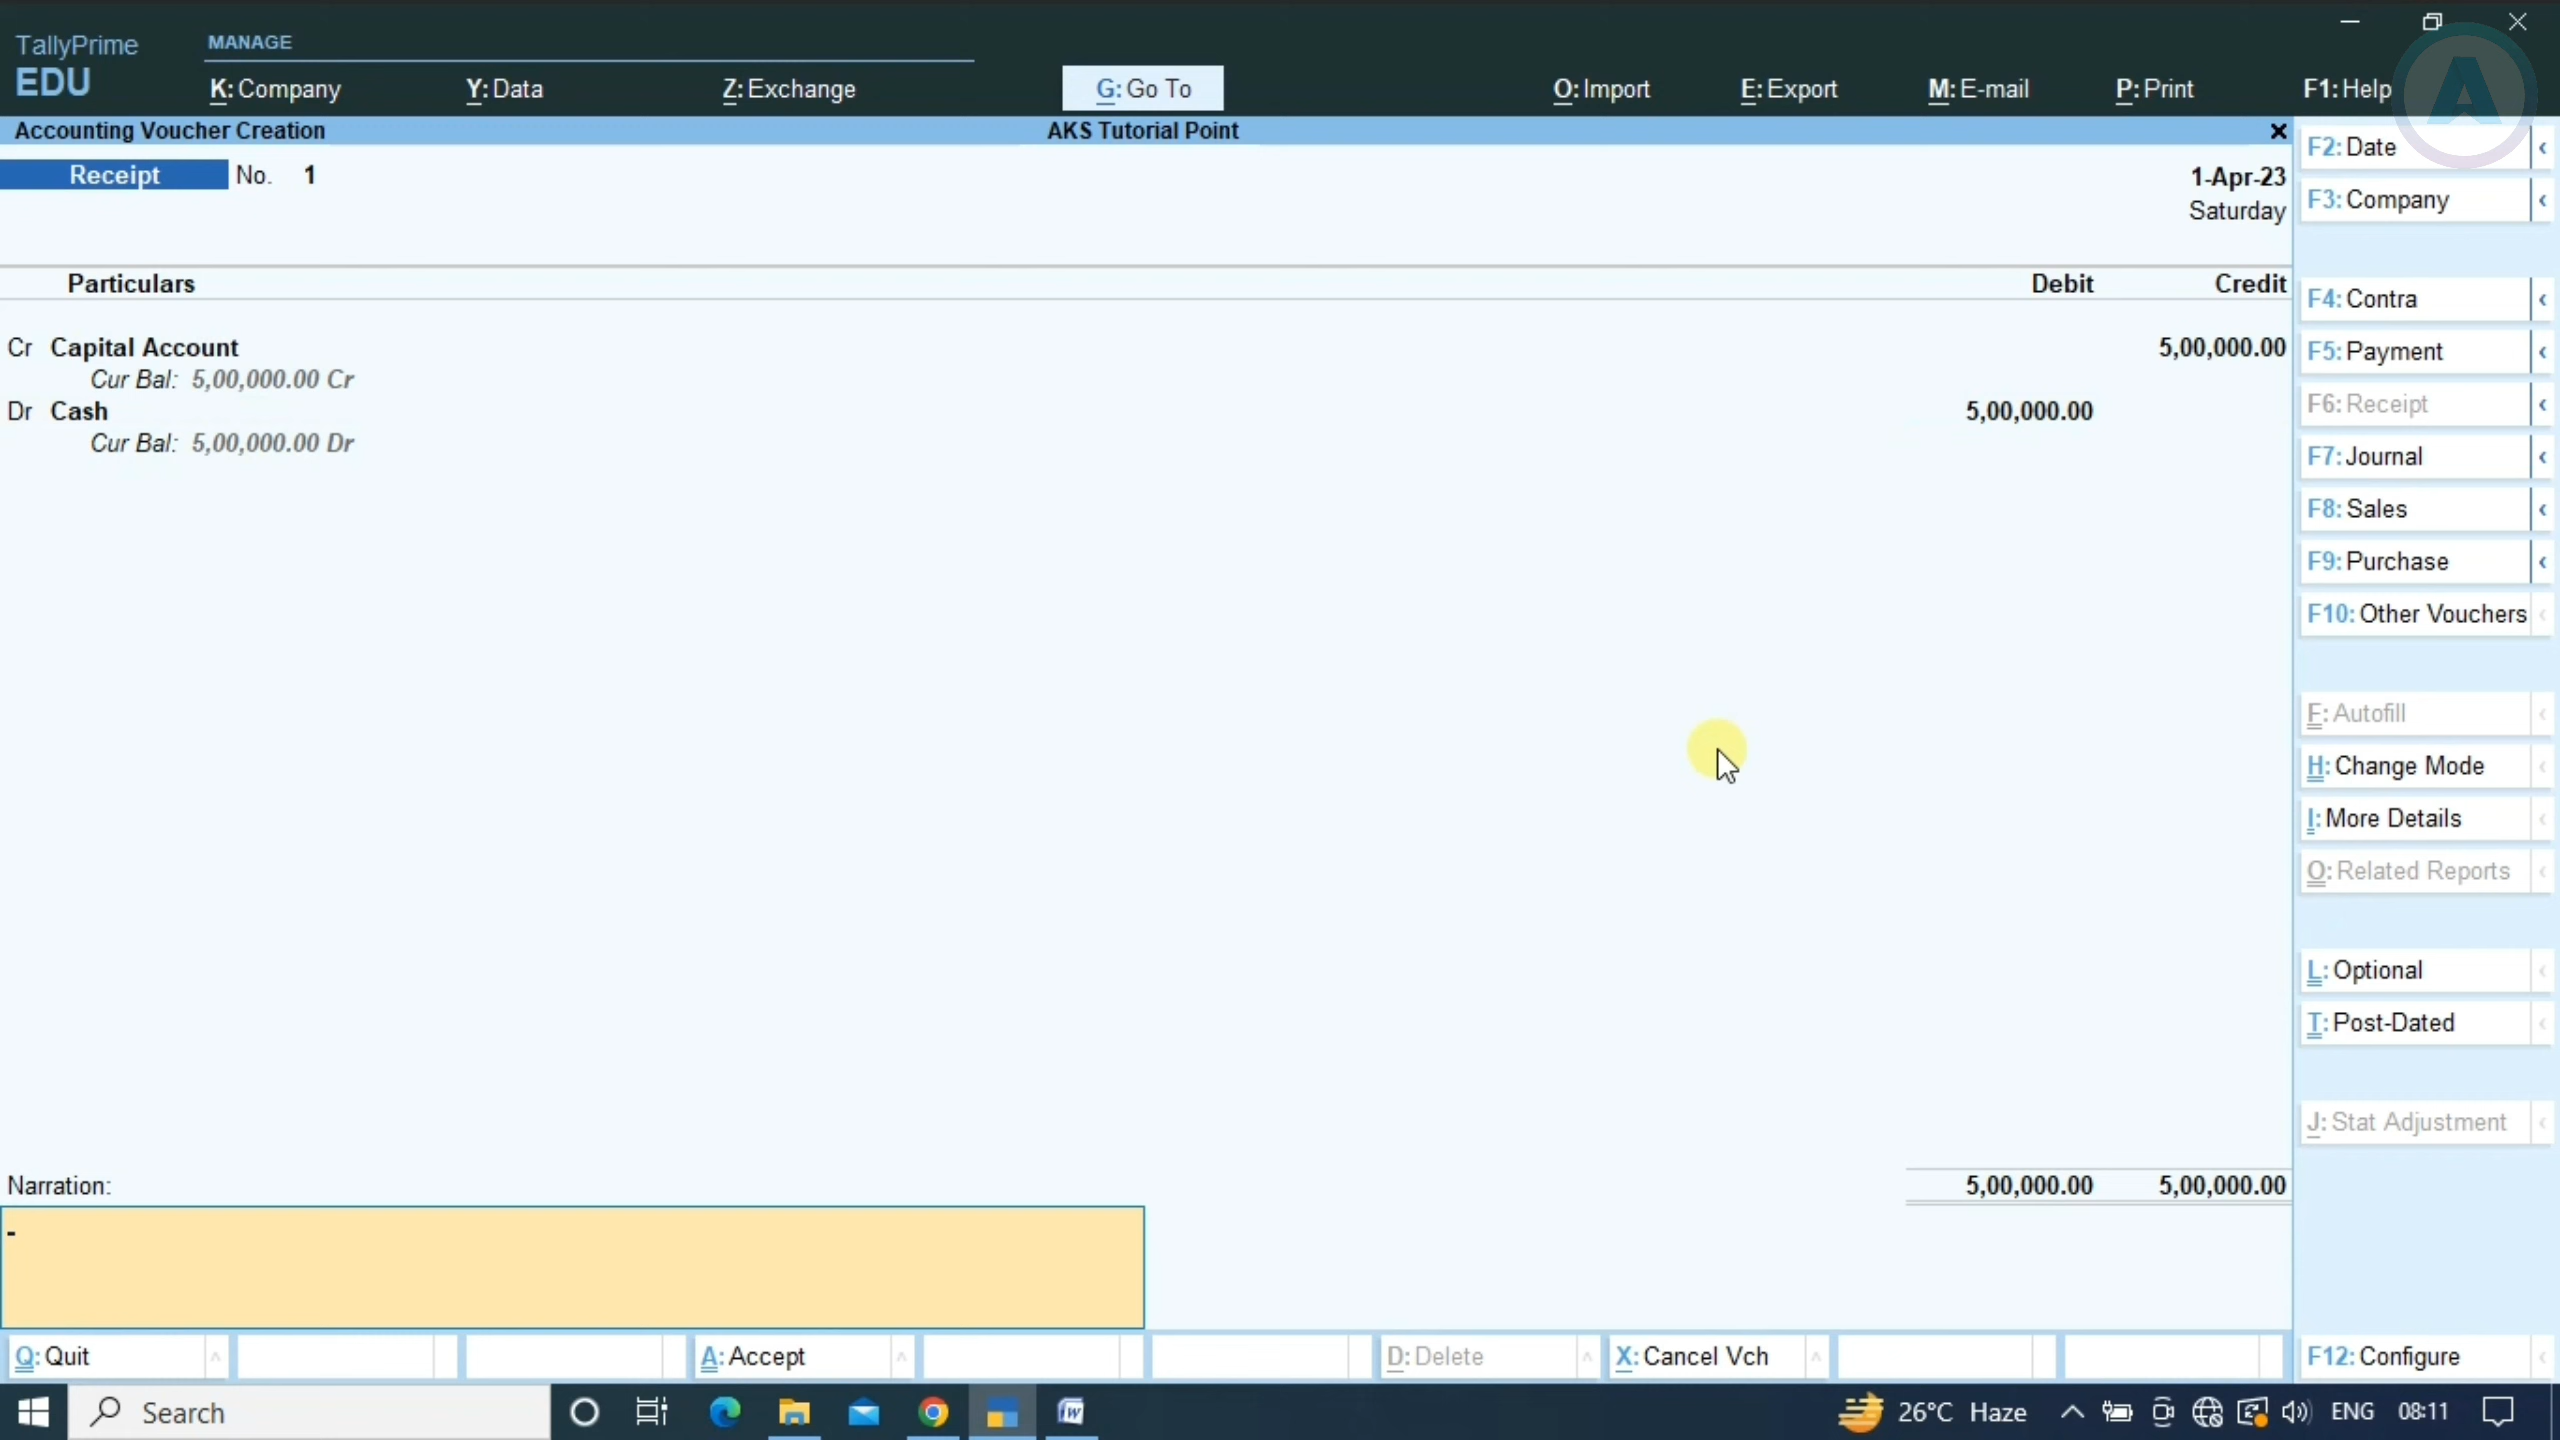 TallyPrime
EDU
MANAGE
K: Company
Y: Data
Z: Exchange
G: Go To
O: Import
E: Export
M: E-mail
P: Print
F1: Help
A
Accounting Voucher Creation
AKS Tutorial Point
Receipt No. 1
1-Apr-23
Saturday
Particulars Debit Credit
Cr Capital Account 5,00,000.00
Cur Bal: 5,00,000.00 Cr
Dr Cash 5,00,000.00
Cur Bal: 5,00,000.00 Dr
Narration: 5,00,000.00 5,00,000.00
F2: Date
F3: Company
F4: Contra
F5: Payment
F6: Receipt
F7: Journal
F8: Sales
F9: Purchase
F10: Other Vouchers
F: Autofill
H: Change Mode
I: More Details
O: Related Reports
L: Optional
T: Post-Dated
J: Stat Adjustment
F12: Configure
Q: Quit
A: Accept
D: Delete
X: Cancel Vch
Search
26°C Haze
ENG
08:11